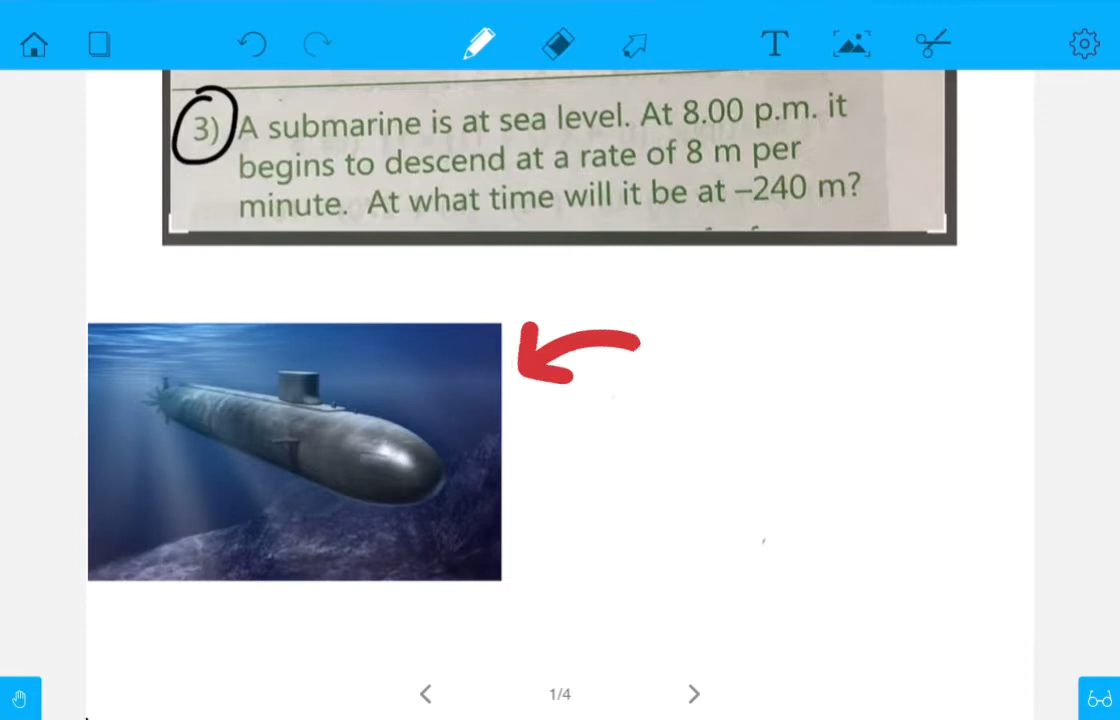 T
3) A submarine is at sea level. At 8.00 p.m. it
begins to descend at a rate of 8 m per
minute. At what time will it be at –240 m?
1/4